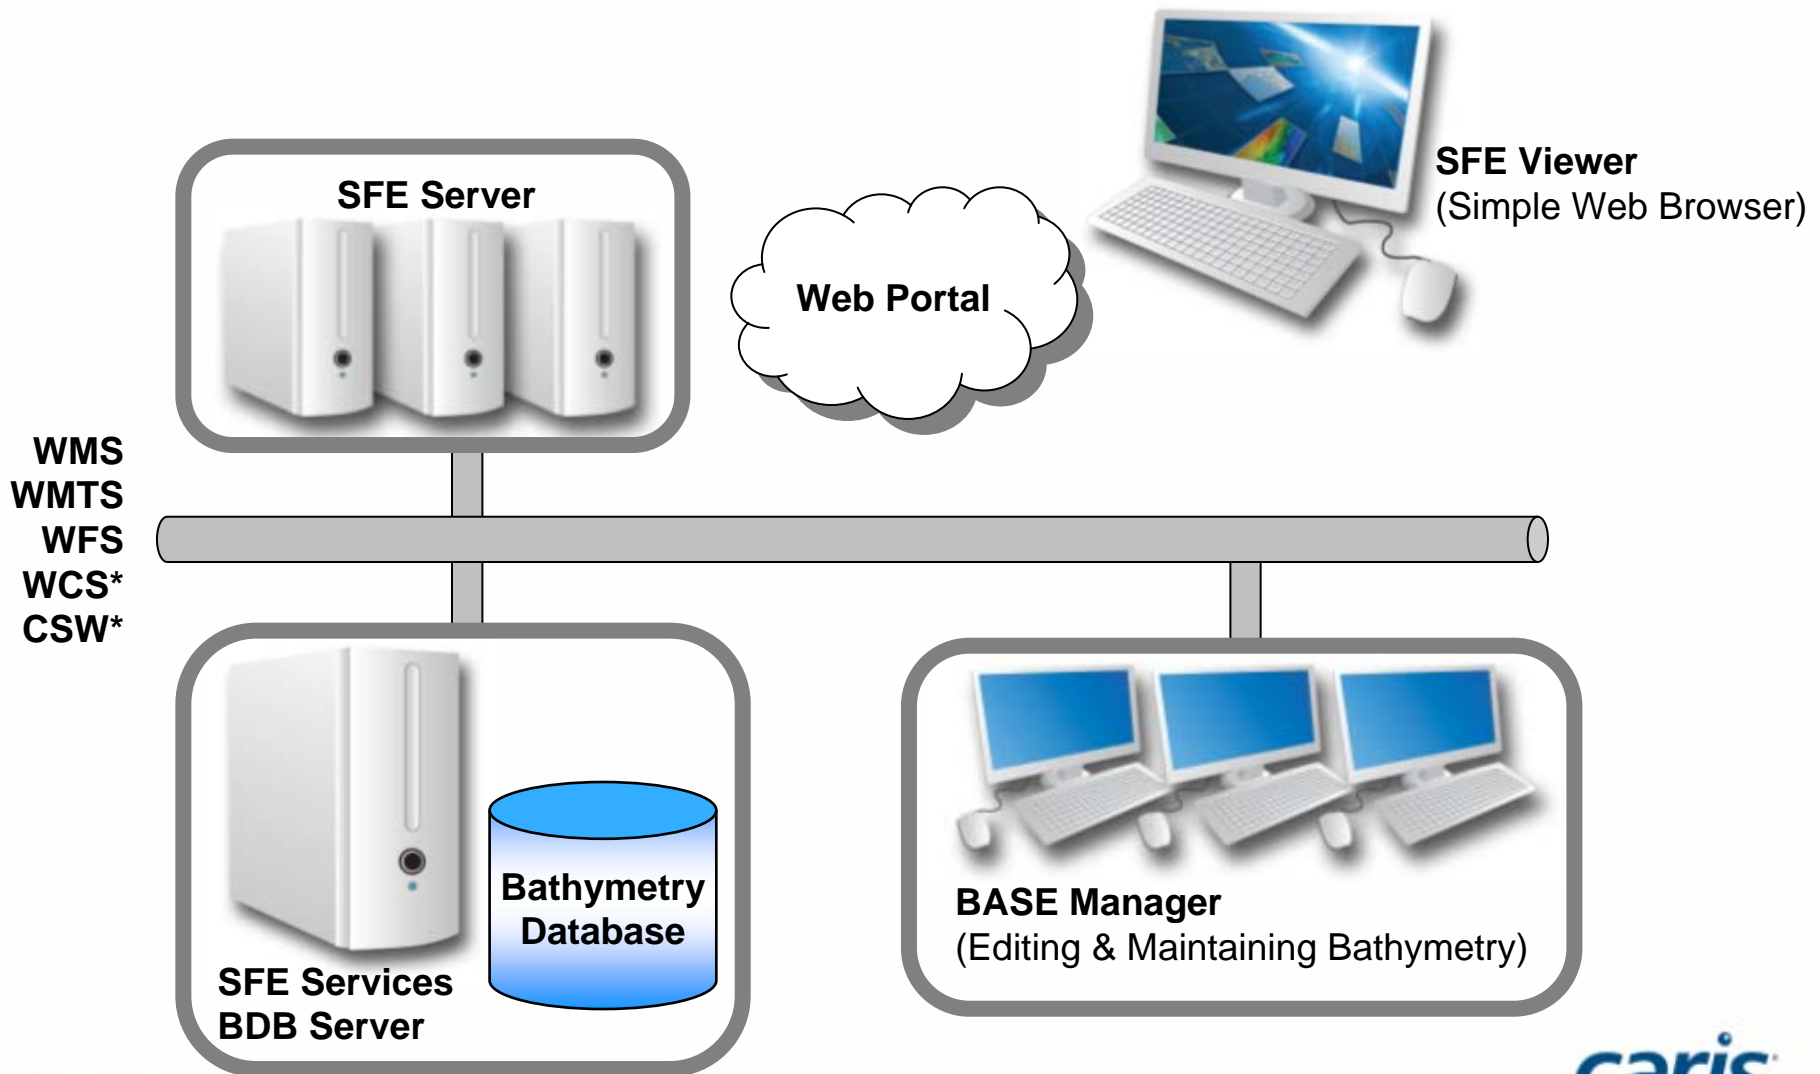 SFE Server
Web Portal
SFE Viewer
(Simple Web Browser)
WMS
WMTS
WFS
WCS*
CSW*
Bathymetry
Database
SFE Services
BDB Server
BASE Manager
(Editing & Maintaining Bathymetry)
caris